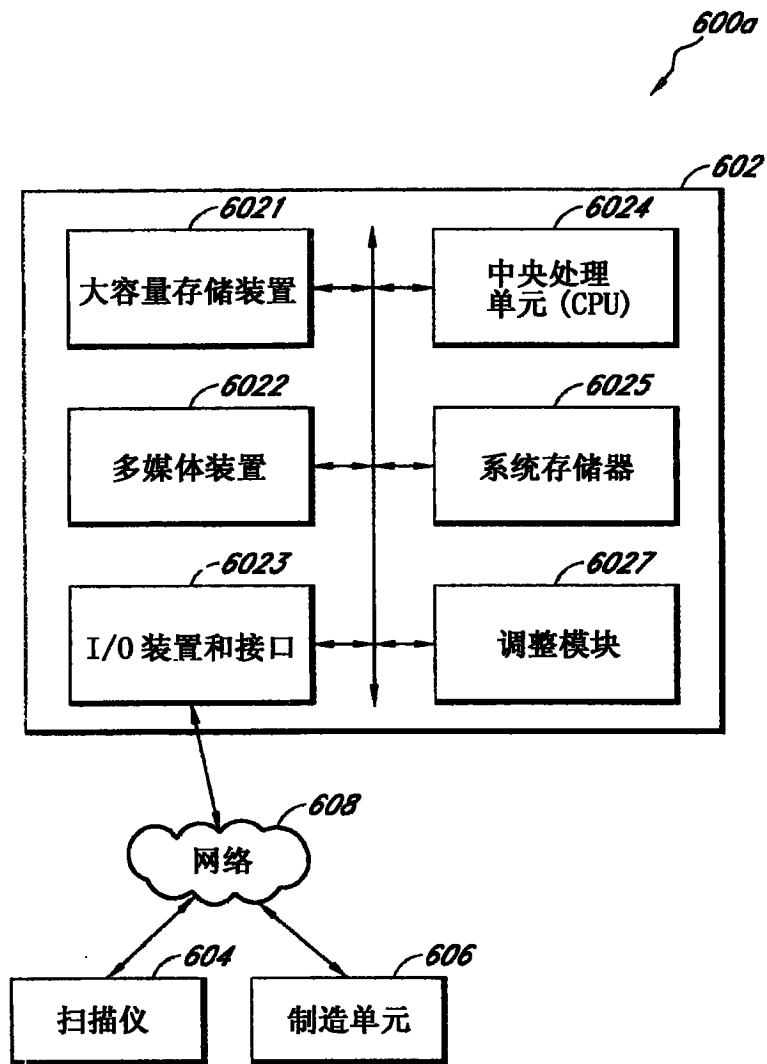 600a
602
6021
大容量存储装置
6024
中央处理
单元 (CPU)
6022
多媒体装置
6025
系统存储器
6023
I/O 装置和接口
6027
调整模块
608
网络
604
扫描仪
606
制造单元